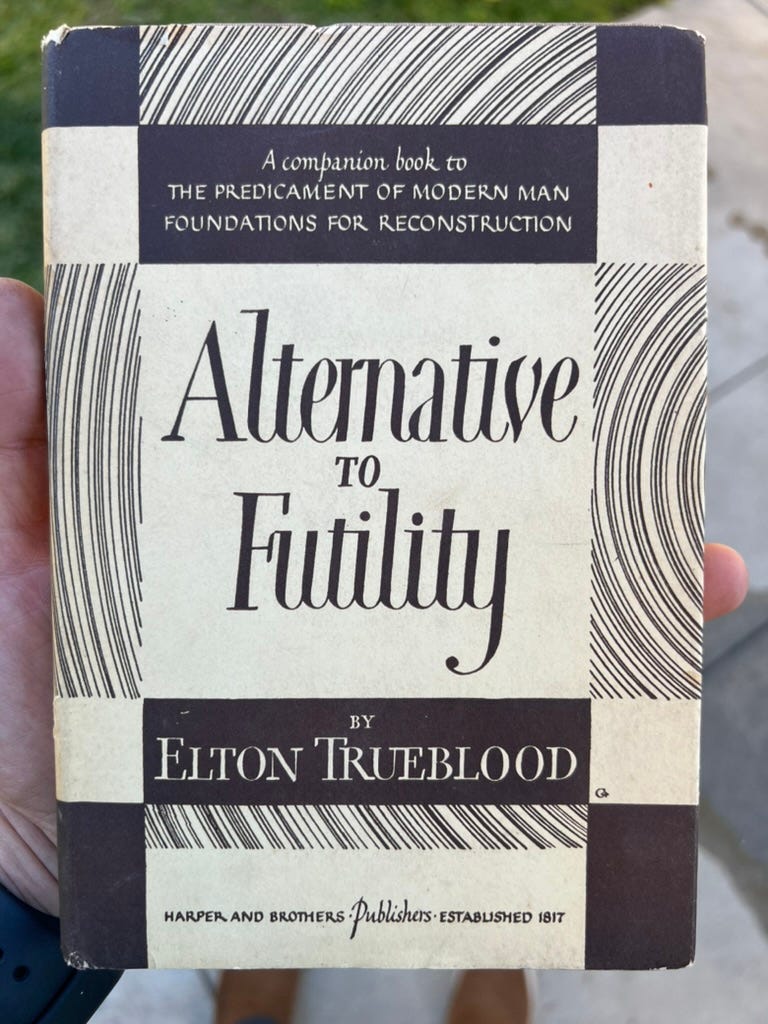 A companion book to
THE PREDICAMENT OF MODERN MAN
FOUNDATIONS FOR RECONSTRUCTION
Alternative
TO
Futility
BY
ELTON TRUEBLOOD
G
HARPER AND BROTHERS · Publishers · ESTABLISHED 1817